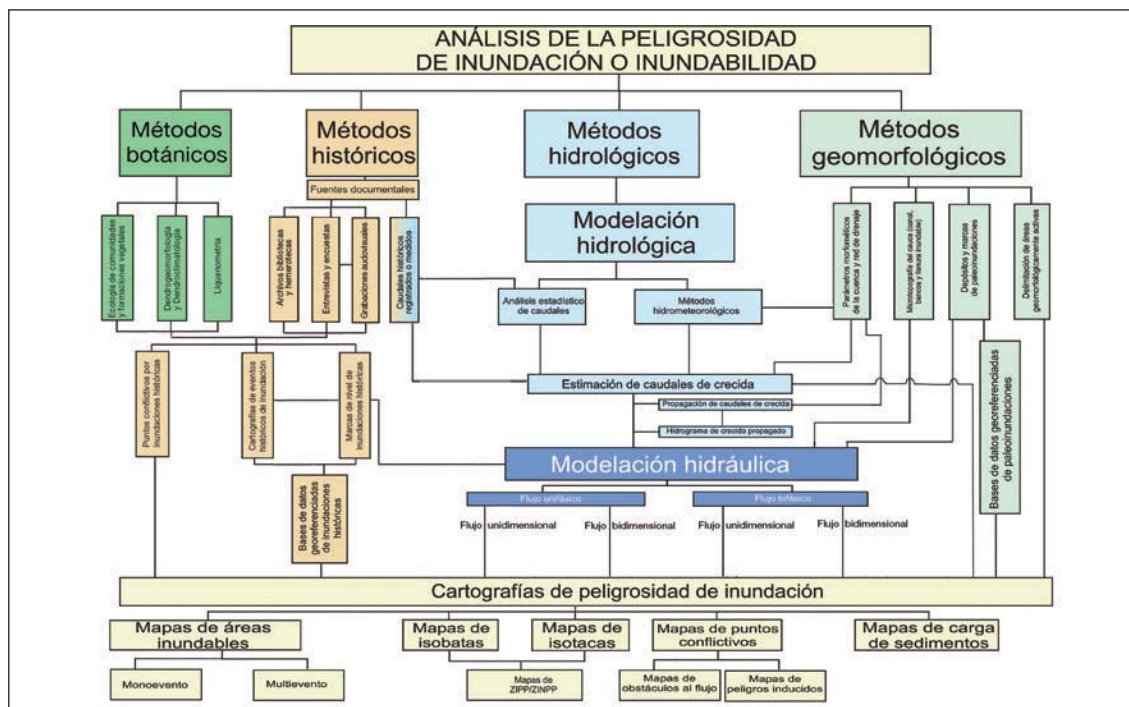 ANÁLISIS DE LA PELIGROSIDAD
DE INUNDACIÓN O INUNDABILIDAD
Métodos
botánicos
Métodos
históricos
Métodos
hidrológicos
Métodos
geomorfológicos
Fuentes documentales
Modelación
hidrológica
Ecología de comunidades
y formaciones vegetales
Dendrogeomorfología
y Dendroclimatología
Liquenometría
Archivos bibliotecas
y hemerotecas
Entrevistas y encuestas
Grabaciones audovisuales
Caudales históricos
registrados o medidos
Análisis estadístico
de caudales
Métodos
hidrometeorológicos
Parámetros morfométricos
de la cuenca y red de drenaje
Microtopografía del cauce (canal,
bancos y llanura inundable)
Depósitos y marcas
de paleoinundaciones
Delimitación de áreas
geomorfológicamente activas
Puntos conflictivos por
inundaciones históricas
Cartografías de eventos
históricos de inundación
Marcas de nivel de
inundaciones históricas
Estimación de caudales de crecida
Propagación de caudales de crecida
Hidrograma de crecida propagado
Bases de datos georeferenciadas
de paleoinundaciones
Modelación hidráulica
Bases de datos
georeferenciadas
de inundaciones
históricas
Flujo unifásico
Flujo bifásico
Flujo unidimensional
Flujo bidimensional
Flujo unidimensional
Flujo bidimensional
Cartografías de peligrosidad de inundación
Mapas de áreas
inundables
Mapas de
isobatas
Mapas de
isotacas
Mapas de puntos
conflictivos
Mapas de carga
de sedimentos
Monoevento
Multievento
Mapas de
ZIPP/ZINPP
Mapas de
obstáculos al flujo
Mapas de
peligros inducidos